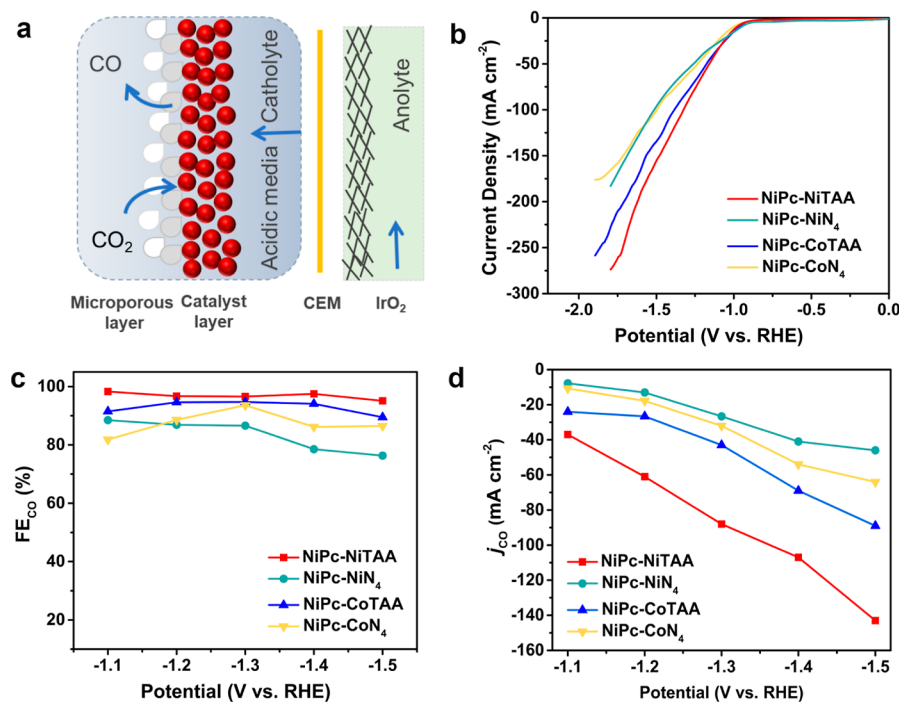 a
CO
CO2
Acidic media
Catholyte
Anolyte
Microporous
layer
Catalyst
layer
CEM
IrO2
b
Current Density (mA cm-2)
0
-50
-100
-150
-200
-250
-300
-2.0
-1.5
-1.0
-0.5
0.0
Potential (V vs. RHE)
NiPc-NiTAA
NiPc-NiN4
NiPc-CoTAA
NiPc-CoN4
c
FECO (%)
100
80
60
40
20
-1.1
-1.2
-1.3
-1.4
-1.5
Potential (V vs. RHE)
NiPc-NiTAA
NiPc-NiN4
NiPc-CoTAA
NiPc-CoN4
d
jCO (mA cm-2)
0
-20
-40
-60
-80
-100
-120
-140
-160
-1.1
-1.2
-1.3
-1.4
-1.5
Potential (V vs. RHE)
NiPc-NiTAA
NiPc-NiN4
NiPc-CoTAA
NiPc-CoN4